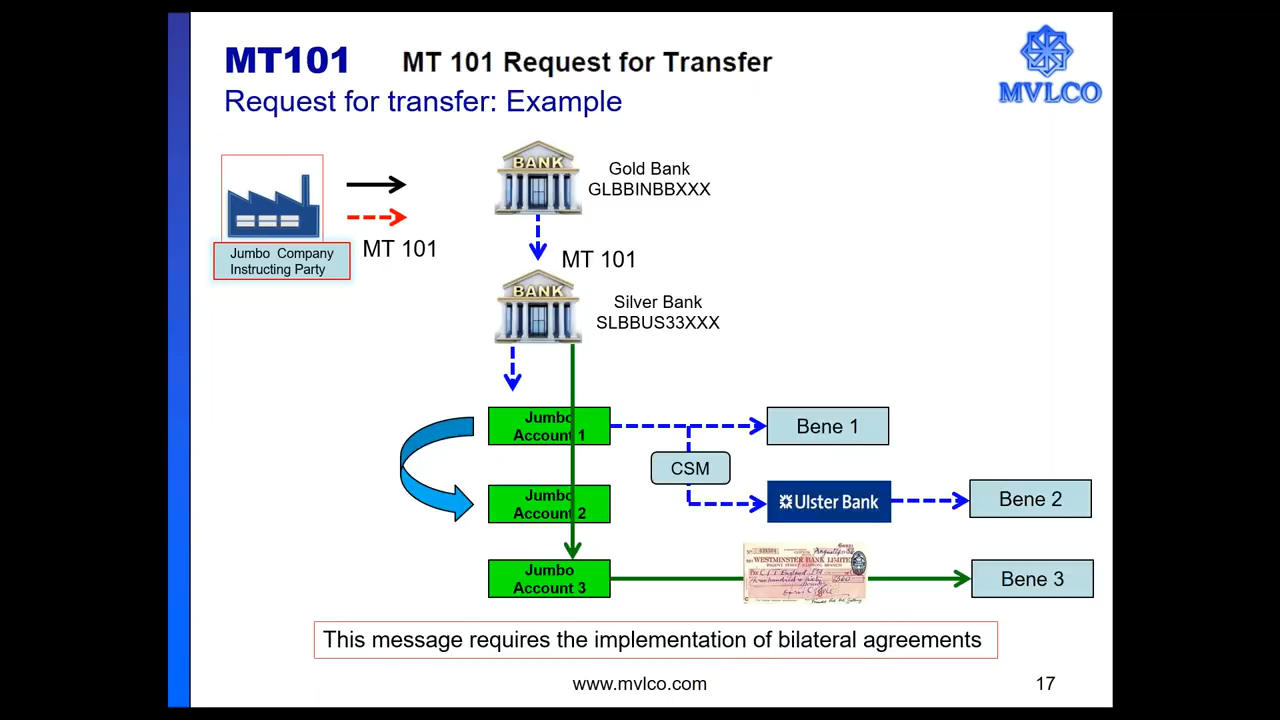 MT101
MT 101 Request for Transfer
Request for transfer: Example
MVLCO
BANK
Gold Bank
GLBBINBBXXX
Jumbo Company
Instructing Party
MT 101
MT 101
BANK
Silver Bank
SLBBUS33XXX
Jumbo
Account 1
Bene 1
CSM
Jumbo
Account 2
Ulster Bank
Bene 2
WESTMINSTER BANK LIMITED
Jumbo
Account 3
Bene 3
This message requires the implementation of bilateral agreements
www.mvlco.com
17